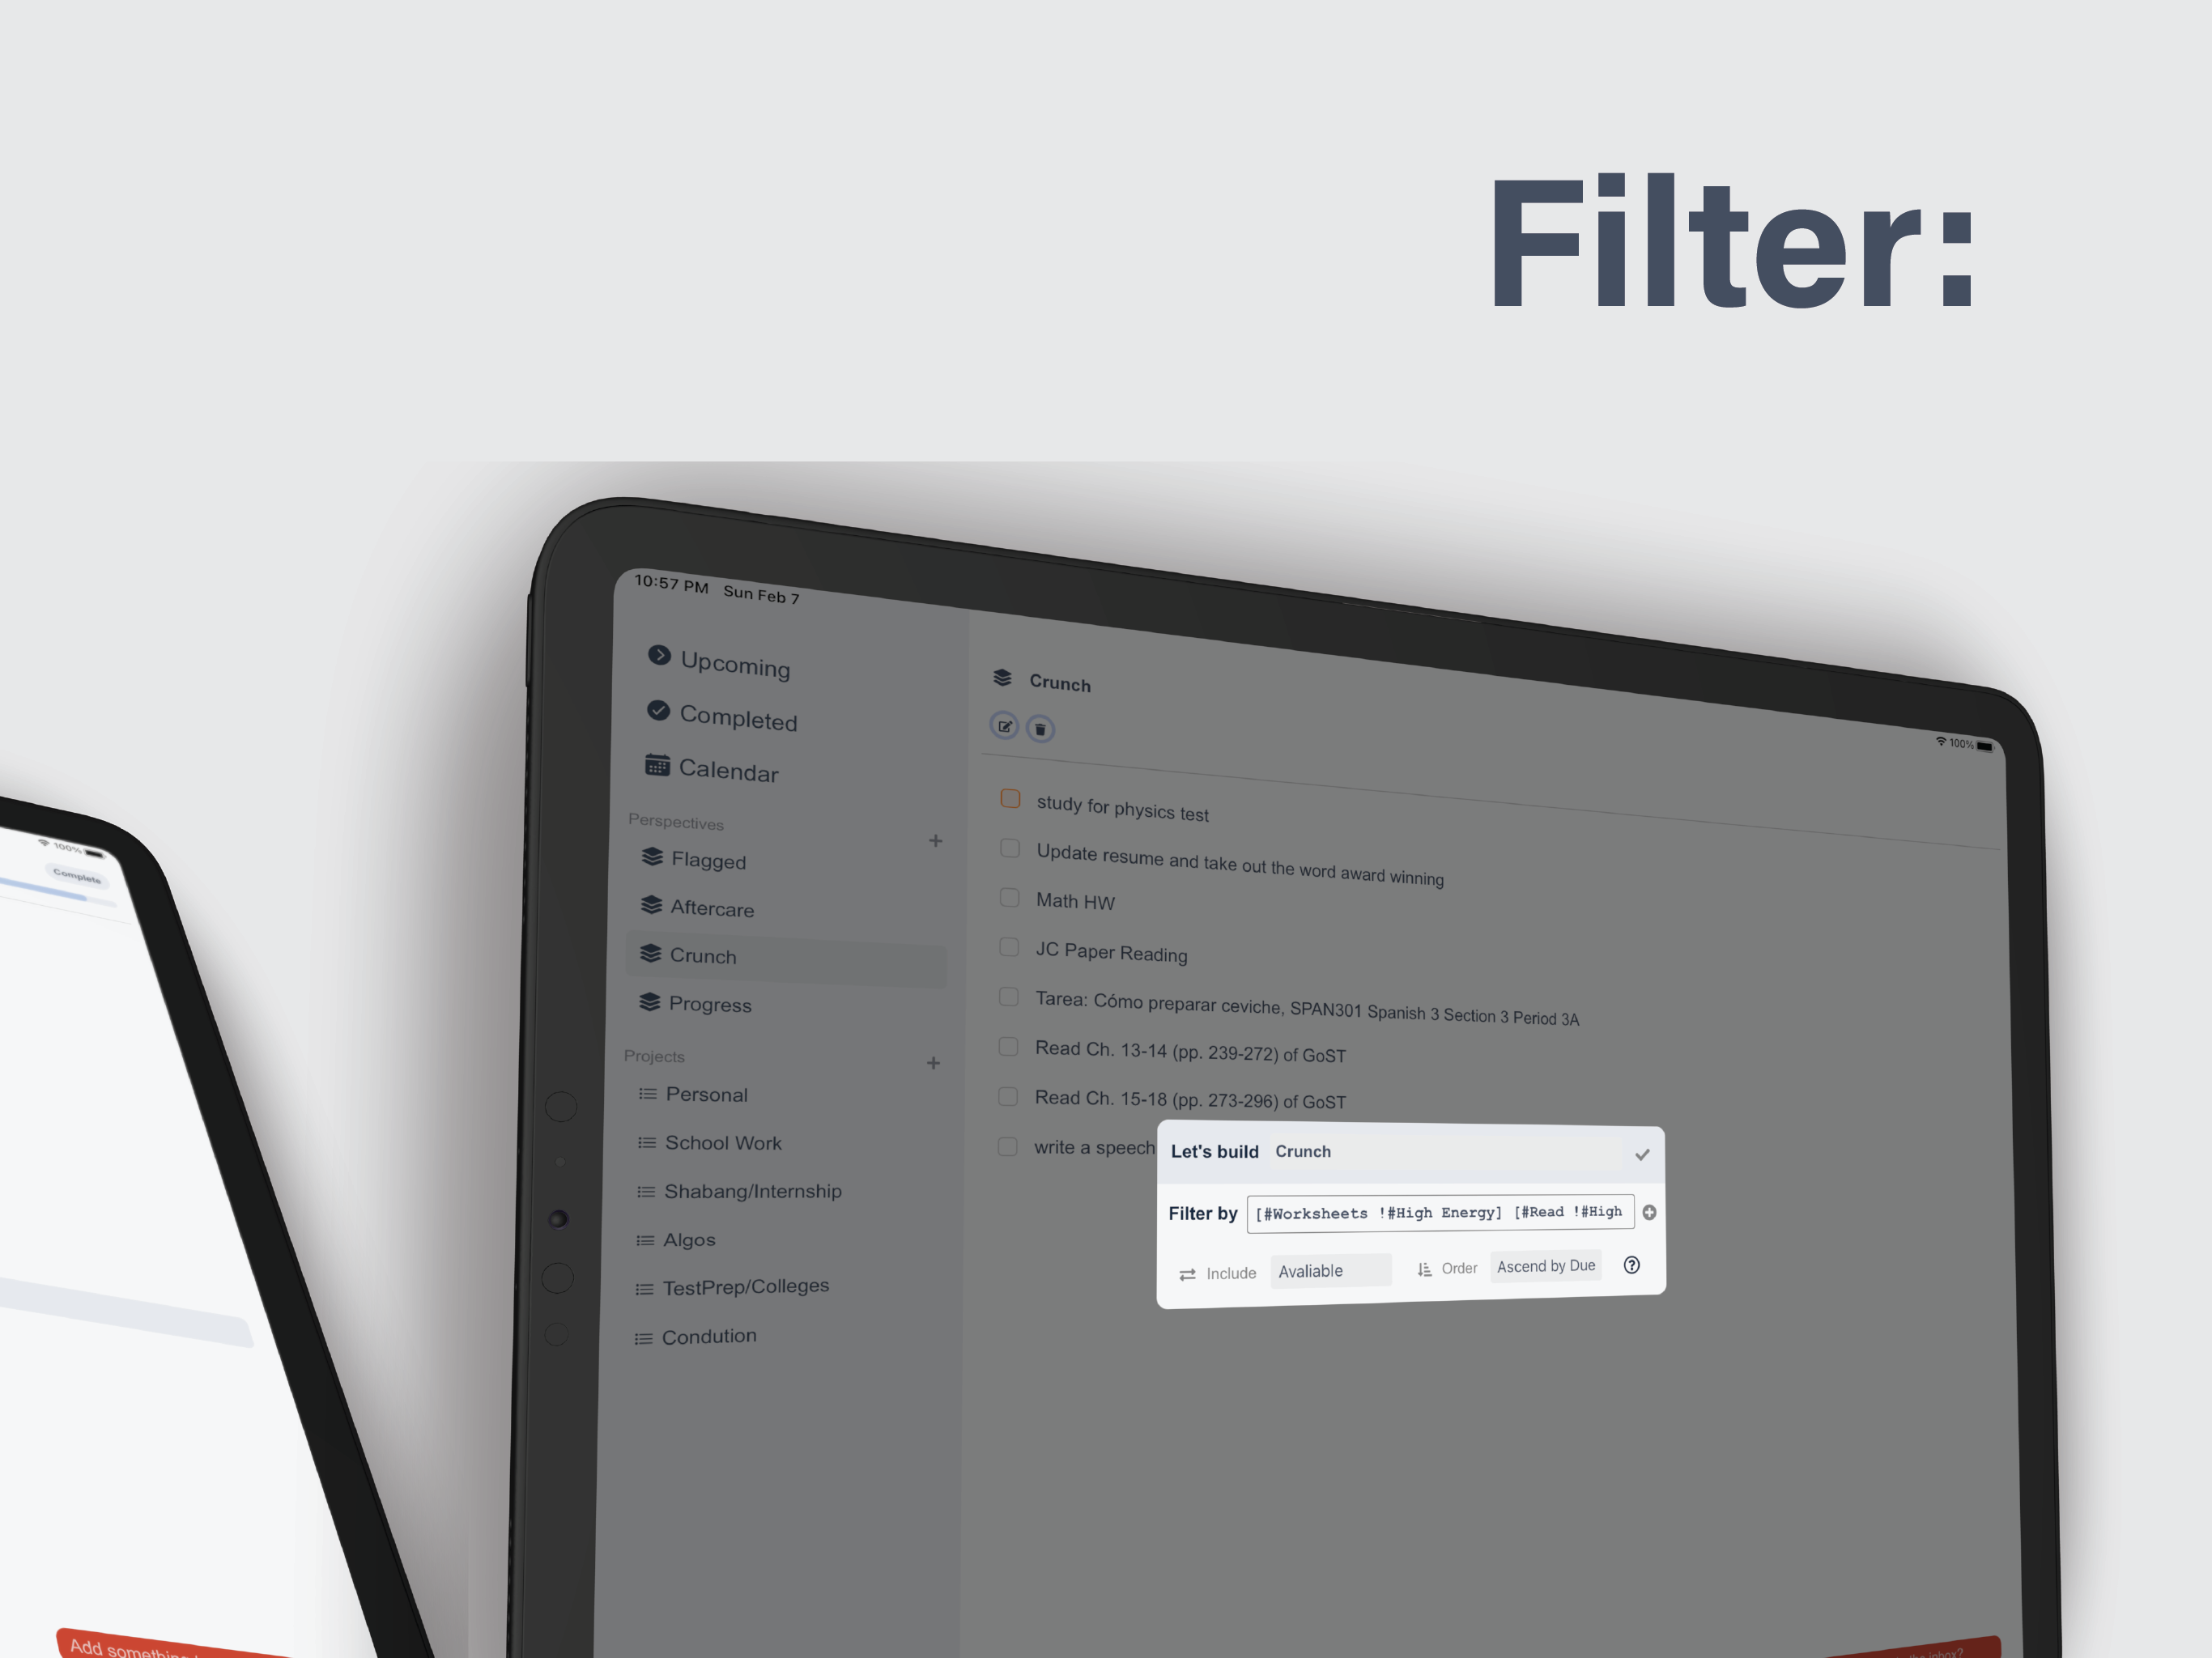 Filter:
10:57 PM Sun Feb 7
100%
Upcoming
Completed
Calendar
Perspectives
Flagged
Aftercare
Crunch
Progress
Projects
Personal
School Work
Shabang/Internship
Algos
TestPrep/Colleges
Condution
Crunch
study for physics test
Update resume and take out the word award winning
Math HW
JC Paper Reading
Tarea: Cómo preparar ceviche, SPAN301 Spanish 3 Section 3 Period 3A
Read Ch. 13-14 (pp. 239-272) of GoST
Read Ch. 15-18 (pp. 273-296) of GoST
write a speech
Let's build Crunch
Filter by [#Worksheets !#High Energy] [#Read !#High
Include Avaliable Order Ascend by Due
inbox?
100%
Complete
Add something